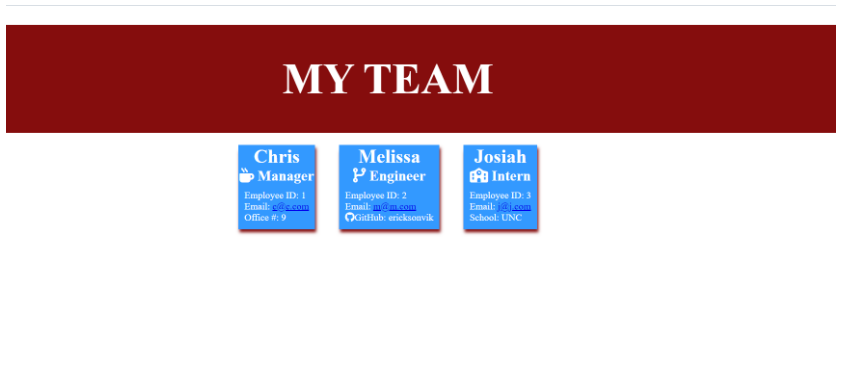 MY TEAM
Chris
Manager
Employee ID: 1
Email: c@c.com
Office #: 9
Melissa
Engineer
Employee ID: 2
Email: m@m.com
GitHub: ericksonvik
Josiah
Intern
Employee ID: 3
Email: j@j.com
School: UNC